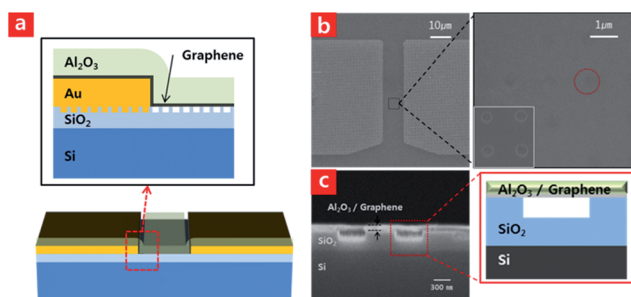 a
Al₂O₃
Graphene
Au
SiO₂
Si
b
10μm
1μm
c
Al₂O₃ / Graphene
SiO₂
Si
300 nm
Al₂O₃ / Graphene
SiO₂
Si